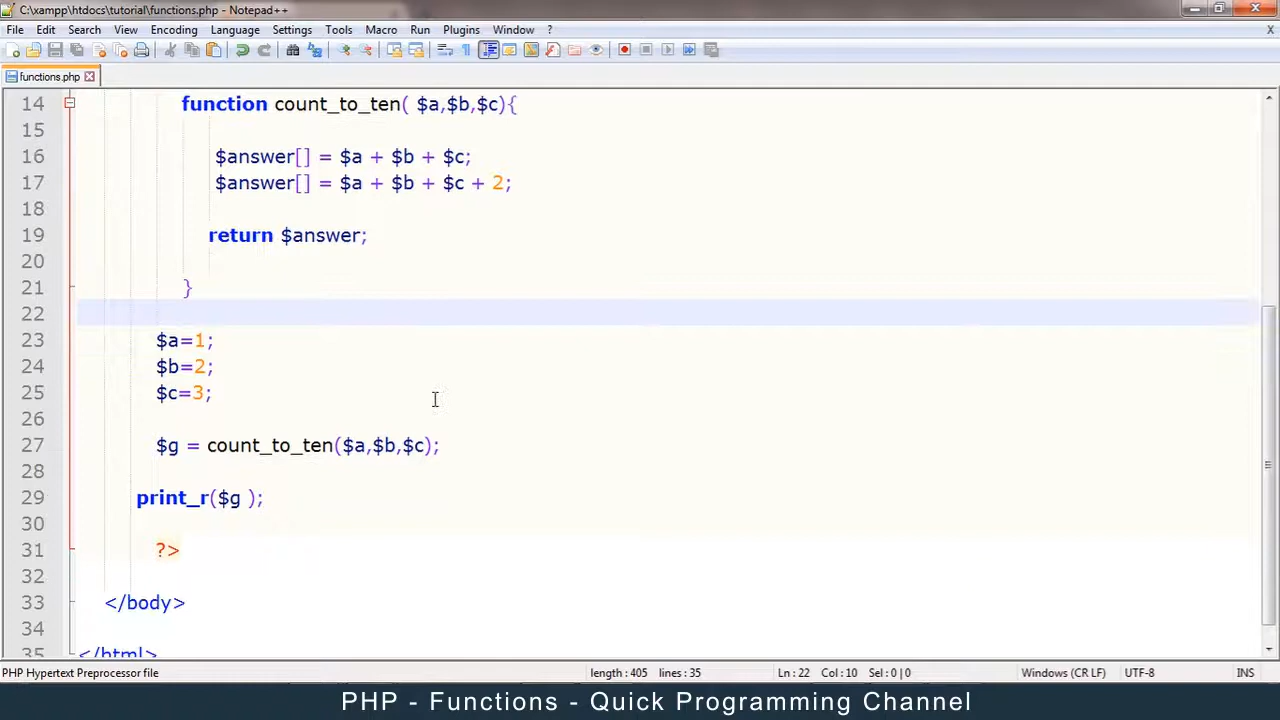 C:\xampp\htdocs\tutorial\functions.php - Notepad++
File Edit Search View Encoding Language Settings Tools Macro Run Plugins Window ? X
functions.php
14 function count_to_ten( $a,$b,$c){
15
16 $answer[] = $a + $b + $c;
17 $answer[] = $a + $b + $c + 2;
18
19 return $answer;
20
21 }
22
23 $a=1;
24 $b=2;
25 $c=3;
26
27 $g = count_to_ten($a,$b,$c);
28
29 print_r($g );
30
31 ?>
32
33 </body>
34
35 </html>
PHP Hypertext Preprocessor file length : 405 lines : 35 Ln : 22 Col : 10 Sel : 0 | 0 Windows (CR LF) UTF-8 INS
PHP - Functions - Quick Programming Channel